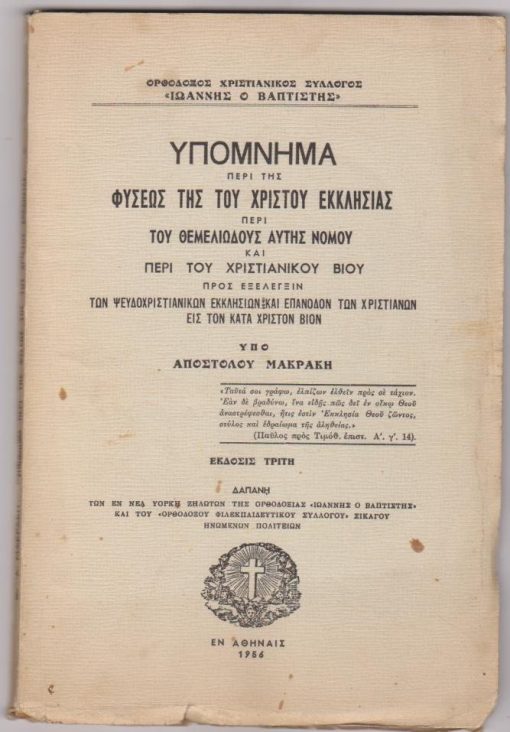 ΟΡΘΟΔΟΞΟΣ ΧΡΙΣΤΙΑΝΙΚΟΣ ΣΥΛΛΟΓΟΣ
«ΙΩΑΝΝΗΣ Ο ΒΑΠΤΙΣΤΗΣ»
ΥΠΟΜΝΗΜΑ
ΠΕΡΙ ΤΗΣ
ΦΥΣΕΩΣ ΤΗΣ ΤΟΥ ΧΡΙΣΤΟΥ ΕΚΚΛΗΣΙΑΣ
ΠΕΡΙ
ΤΟΥ ΘΕΜΕΛΙΩΔΟΥΣ ΑΥΤΗΣ ΝΟΜΟΥ
ΚΑΙ
ΠΕΡΙ ΤΟΥ ΧΡΙΣΤΙΑΝΙΚΟΥ ΒΙΟΥ
ΠΡΟΣ ΕΞΕΛΕΓΞΙΝ
ΤΩΝ ΨΕΥΔΟΧΡΙΣΤΙΑΝΙΚΩΝ ΕΚΚΛΗΣΙΩΝ ΚΑΙ ΕΠΑΝΟΔΟΝ ΤΩΝ ΧΡΙΣΤΙΑΝΩΝ
ΕΙΣ ΤΟΝ ΚΑΤΑ ΧΡΙΣΤΟΝ ΒΙΟΝ
ΥΠΟ
ΑΠΟΣΤΟΛΟΥ ΜΑΚΡΑΚΗ
«Ταῦτά σοι γράφω, ἐλπίζων ἐλθεῖν πρὸς σὲ τάχιον.
Ἐὰν δὲ βραδύνω, ἵνα εἰδῇς πῶς δεῖ ἐν οἴκῳ Θεοῦ
ἀναστρέφεσθαι, ἥτις ἐστὶν Ἐκκλησία Θεοῦ ζῶντος,
στῦλος καὶ ἑδραίωμα τῆς ἀληθείας.»
(Παῦλος πρὸς Τιμόθ. ἐπιστ. Α'. γ'. 14).
ΕΚΔΟΣΙΣ ΤΡΙΤΗ
ΔΑΠΑΝΗ
ΤΩΝ ΕΝ ΝΕᾼ ΥΟΡΚῌ ΖΗΛΩΤΩΝ ΤΗΣ ΟΡΘΟΔΟΞΙΑΣ «ΙΩΑΝΝΗΣ Ο ΒΑΠΤΙΣΤΗΣ»
ΚΑΙ ΤΟΥ «ΟΡΘΟΔΟΞΟΥ ΦΙΛΕΚΠΑΙΔΕΥΤΙΚΟΥ ΣΥΛΛΟΓΟΥ» ΣΙΚΑΓΟΥ
ΗΝΩΜΕΝΩΝ ΠΟΛΙΤΕΙΩΝ
ΕΝ ΑΘΗΝΑΙΣ
1956